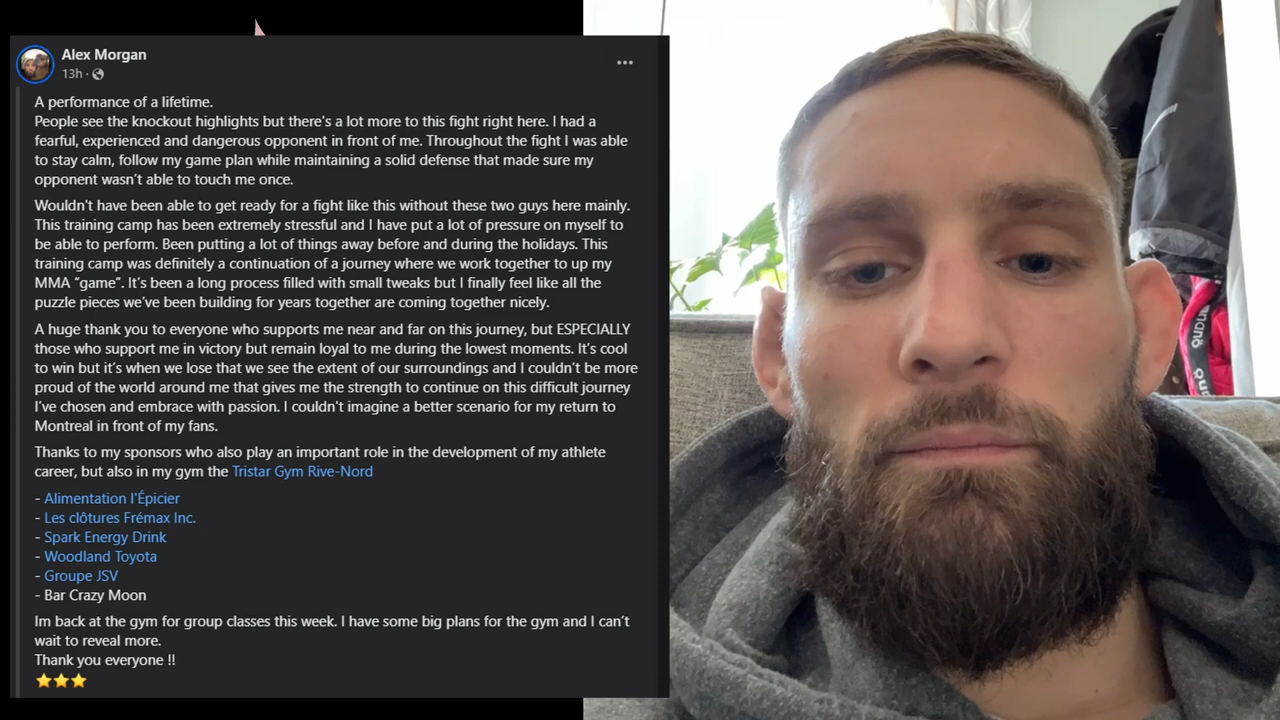 Alex Morgan
13h ·
A performance of a lifetime.
People see the knockout highlights but there's a lot more to this fight right here. I had a
fearful, experienced and dangerous opponent in front of me. Throughout the fight I was able
to stay calm, follow my game plan while maintaining a solid defense that made sure my
opponent wasn't able to touch me once.
Wouldn't have been able to get ready for a fight like this without these two guys here mainly.
This training camp has been extremely stressful and I have put a lot of pressure on myself to
be able to perform. Been putting a lot of things away before and during the holidays. This
training camp was definitely a continuation of a journey where we work together to up my
MMA "game". It's been a long process filled with small tweaks but I finally feel like all the
puzzle pieces we've been building for years together are coming together nicely.
A huge thank you to everyone who supports me near and far on this journey, but ESPECIALLY
those who support me in victory but remain loyal to me during the lowest moments. It's cool
to win but it's when we lose that we see the extent of our surroundings and I couldn't be more
proud of the world around me that gives me the strength to continue on this difficult journey
I've chosen and embrace with passion. I couldn't imagine a better scenario for my return to
Montreal in front of my fans.
Thanks to my sponsors who also play an important role in the development of my athlete
career, but also in my gym the Tristar Gym Rive-Nord
- Alimentation l'Épicier
- Les clôtures Frémax Inc.
- Spark Energy Drink
- Woodland Toyota
- Groupe JSV
- Bar Crazy Moon
Im back at the gym for group classes this week. I have some big plans for the gym and I can't
wait to reveal more.
Thank you everyone !!